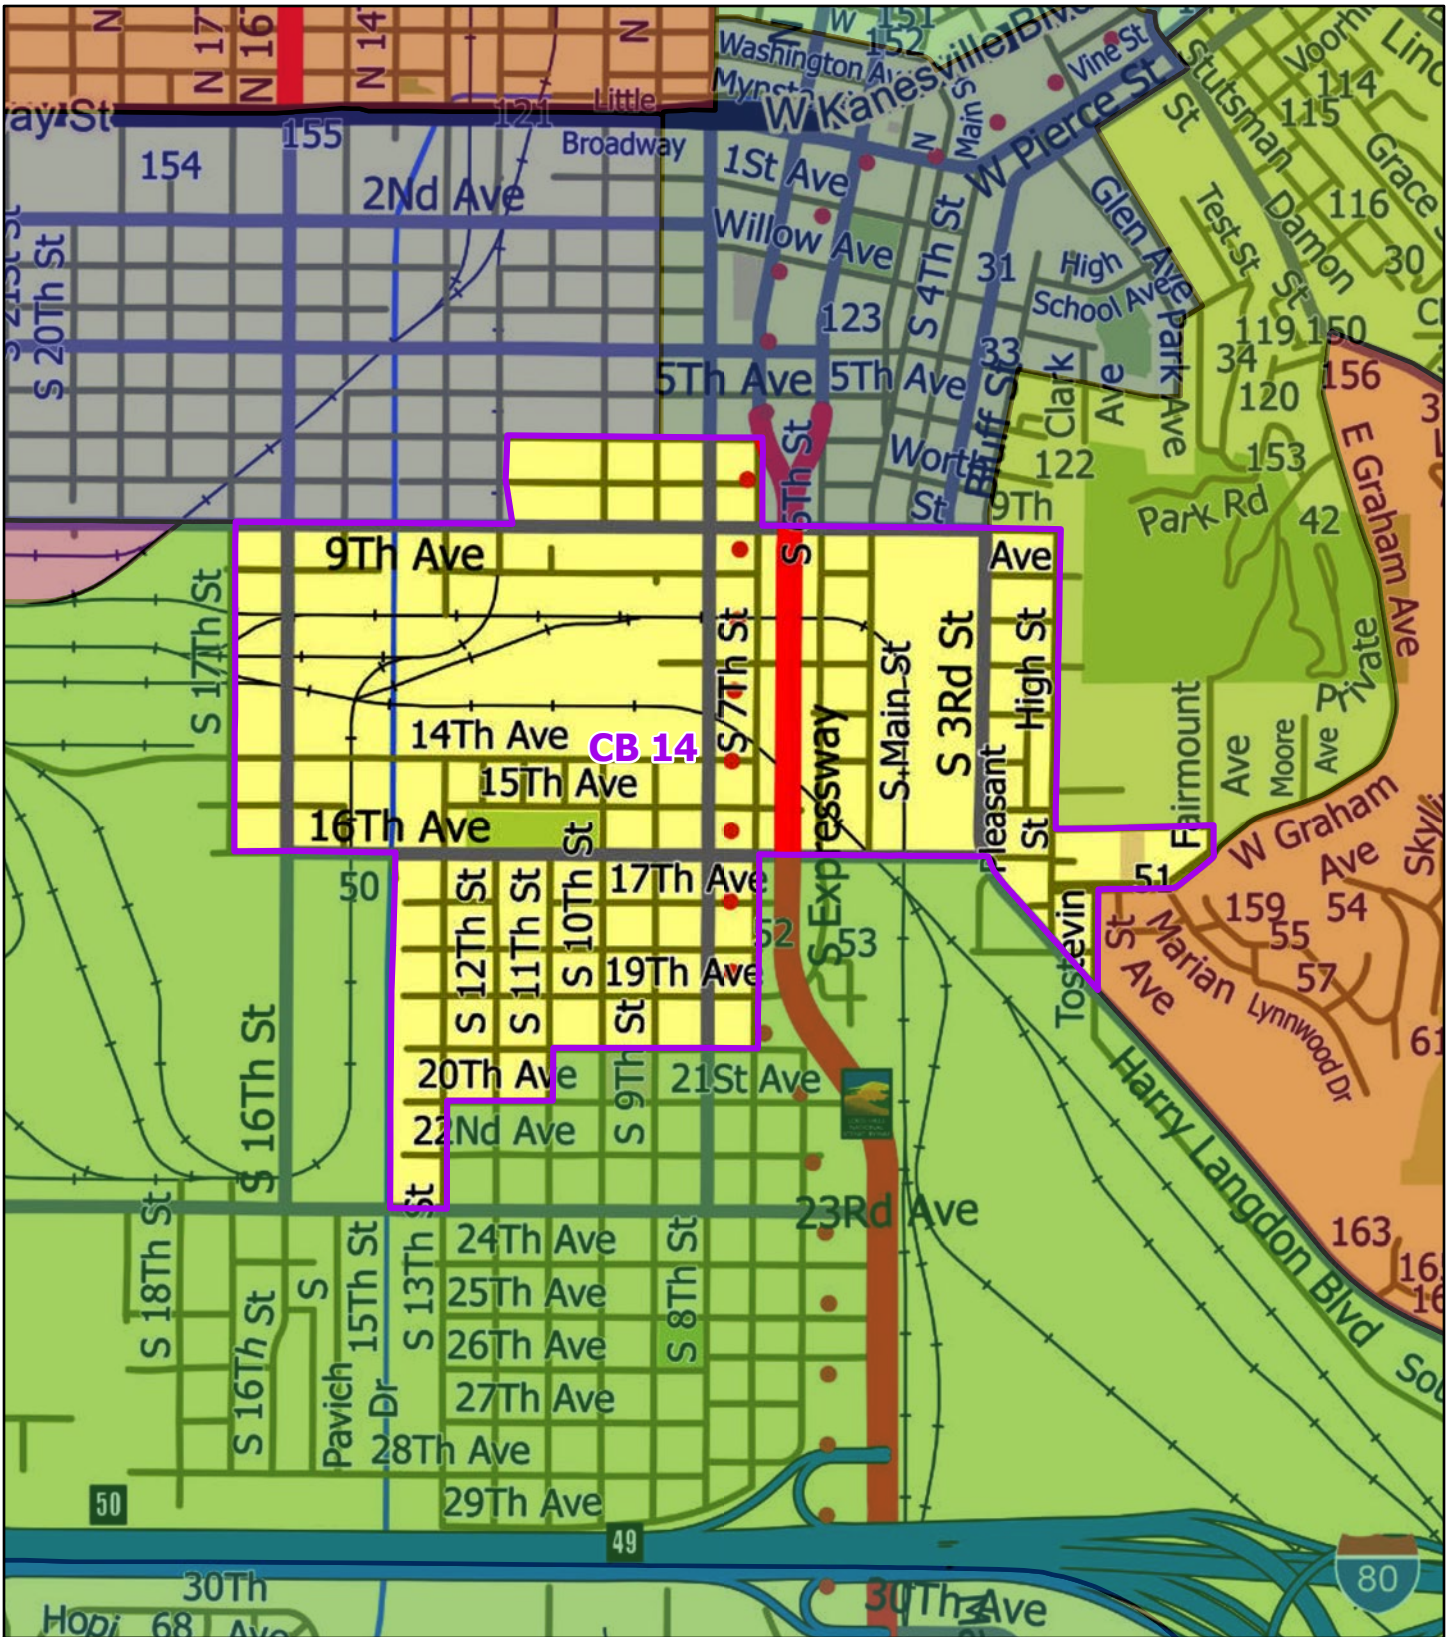 N
N 17
N 16
N 14
N
Little
121
W
151
152
Washington Av
W Kanesville Blvd
Vine St
Voorhi
Linc
114
115
Stutsman
St
Grace
116
30
ay St
155
154
Broadway
2Nd Ave
1St Ave
N
Main S
W Pierce St
Willow Ave
S 4Th St
31
High
School Ave
Glen Ave
Park
Ave
Test St
Damon
St
119
150
34
120
156
S 21St St
S 20Th St
123
33
5Th Ave
5Th Ave
Clark
Ave
Bluff St
Worth
St
122
153
9Th
Ave
Park Rd
42
E Graham Ave
Private
S 6Th St
9Th Ave
S 17Th St
S 7Th St
S Main St
S 3Rd St
High St
14Th Ave
CB 14
15Th Ave
16Th Ave
S Expressway
Pleasant
St
Fairmount
Ave
Moore
Ave
W Graham
Ave
50
17Th Ave
51
S 12Th St
S 11Th St
S 10Th St
19Th Ave
52
S Expressway
53
Tostevin
St
159
54
55
57
Marian
Ave
Lynnwood Dr
61
S 16Th St
20Th Ave
S 9Th St
21St Ave
22Nd Ave
Harry Langdon Blvd
St
23Rd Ave
163
S 18Th St
S 16Th St
S
15Th St
S 13Th
24Th Ave
25Th Ave
S 8Th St
26Th Ave
27Th Ave
Pavich
Dr
28Th Ave
29Th Ave
Sou
50
49
80
30Th
Ave
30Th Ave
Hopi
68